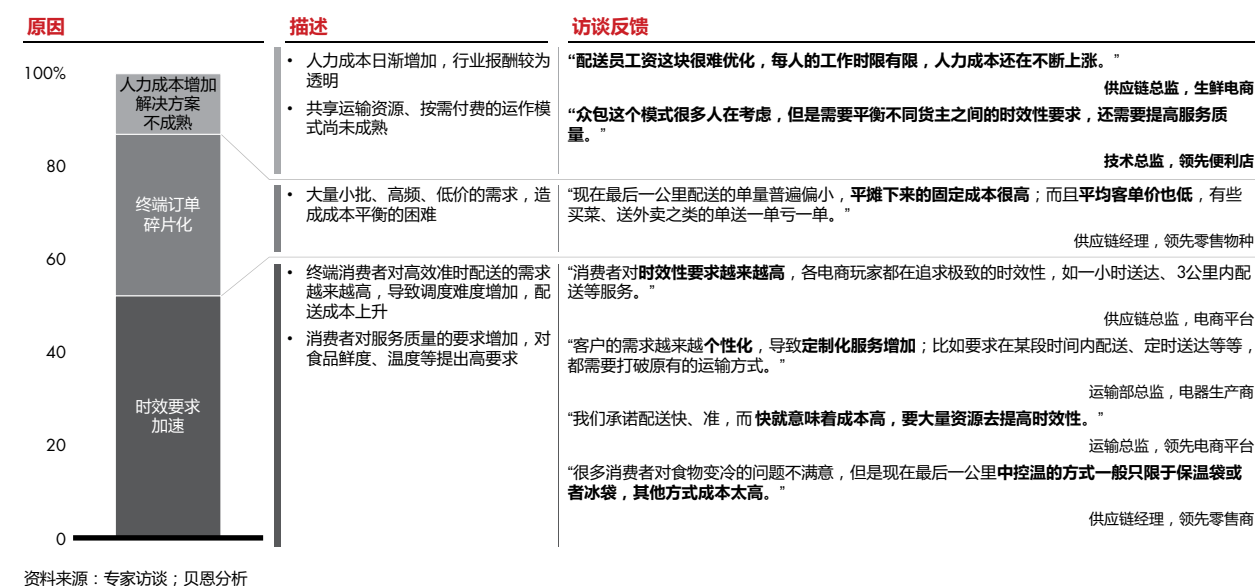 原因
100%
80
60
40
20
0
人力成本增加
解决方案
不成熟
终端订单
碎片化
时效要求
加速
描述
• 人力成本日渐增加，行业报酬较为
透明
• 共享运输资源、按需付费的运作模
式尚未成熟
• 大量小批、高频、低价的需求，造
成成本平衡的困难
• 终端消费者对高效准时配送的需求
越来越高，导致调度难度增加，配
送成本上升
• 消费者对服务质量的要求增加，对
食品鲜度、温度等提出高要求
访谈反馈
“配送员工资这块很难优化，每人的工作时限有限，人力成本还在不断上涨。”
供应链总监，生鲜电商
“众包这个模式很多人在考虑，但是需要平衡不同货主之间的时效性要求，还需要提高服务质
量。”
技术总监，领先便利店
“现在最后一公里配送的单量普遍偏小，平摊下来的固定成本很高；而且平均客单价也低，有些
买菜、送外卖之类的单送一单亏一单。”
供应链经理，领先零售物种
“消费者对时效性要求越来越高，各电商玩家都在追求极致的时效性，如一小时送达、3公里内配
送等服务。”
供应链总监，电商平台
“客户的需求越来越个性化，导致定制化服务增加；比如要求在某段时间内配送、定时送达等等，
都需要打破原有的运输方式。”
运输部总监，电器生产商
“我们承诺配送快、准，而快就意味着成本高，要大量资源去提高时效性。”
运输总监，领先电商平台
“很多消费者对食物变冷的问题不满意，但是现在最后一公里中控温的方式一般只限于保温袋或
者冰袋，其他方式成本太高。”
供应链经理，领先零售商
资料来源：专家访谈；贝恩分析